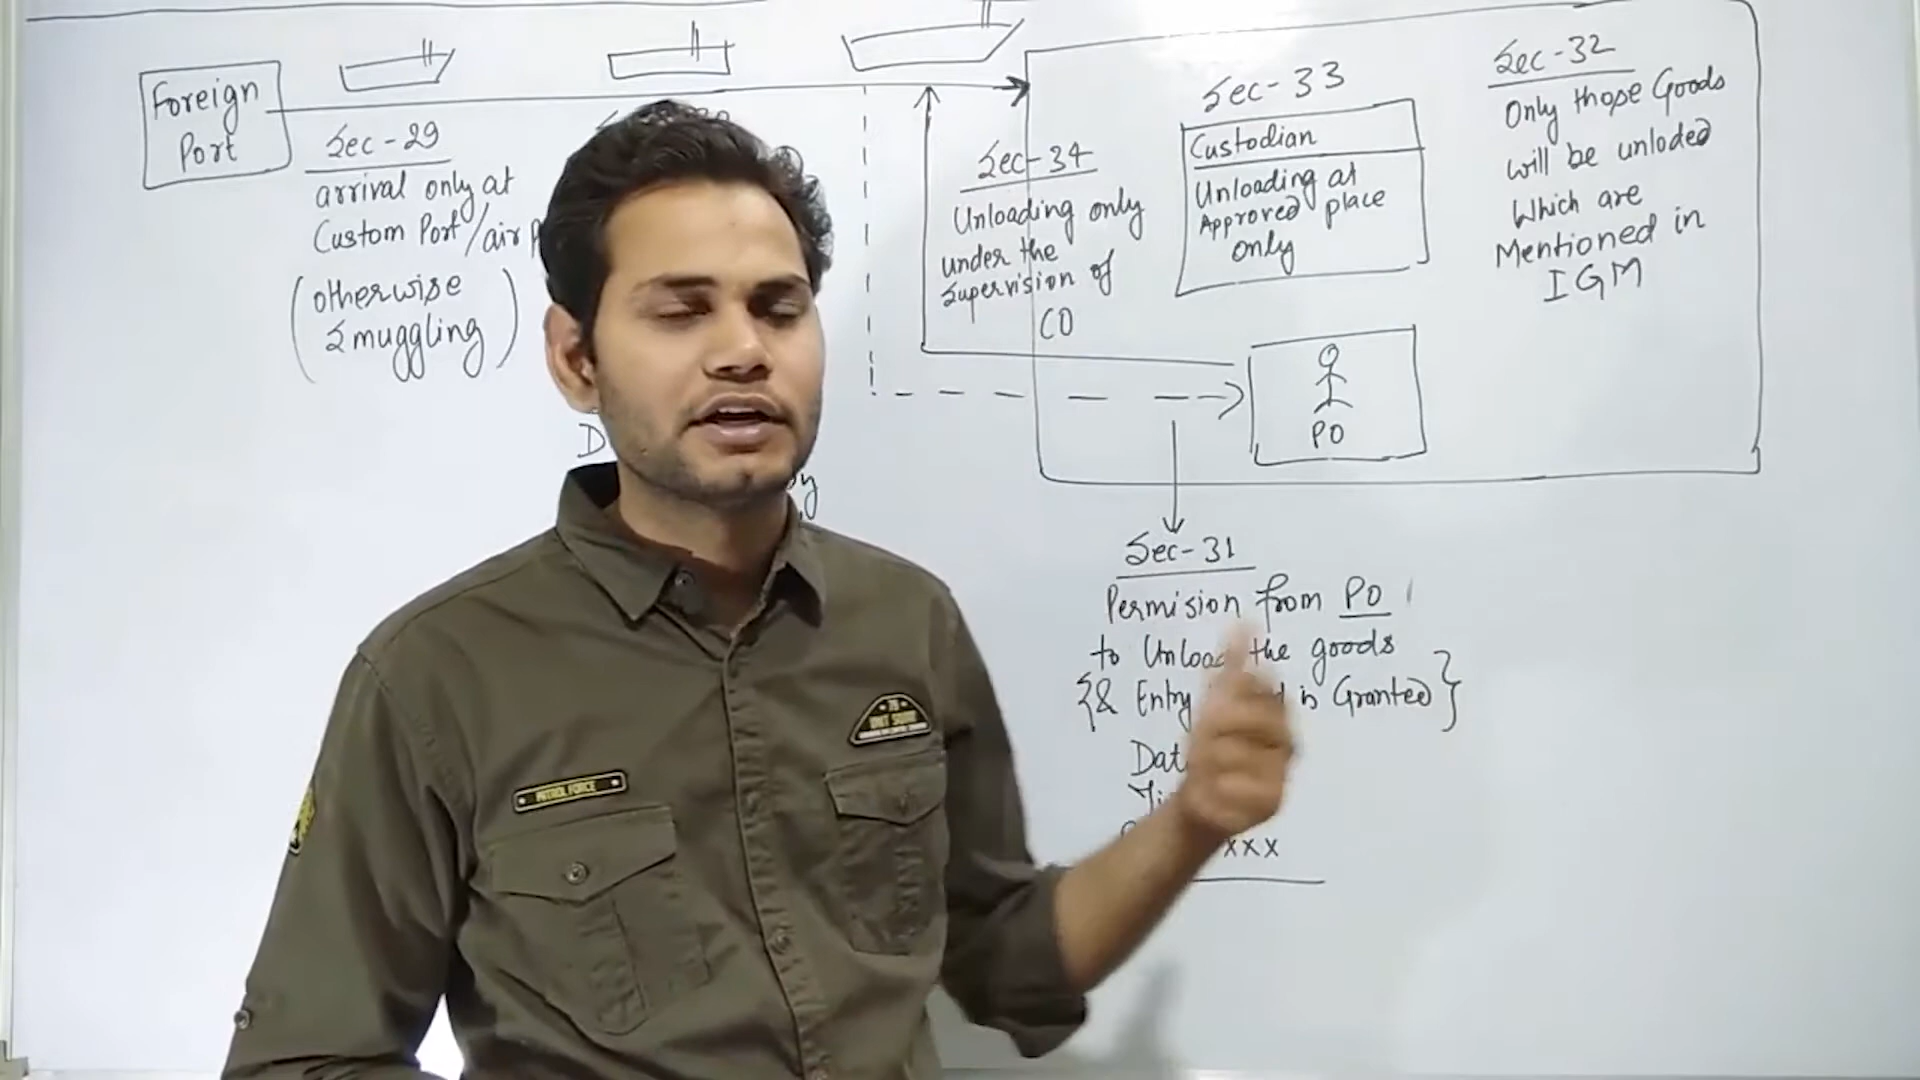 Foreign
Port
Sec-29
arrival only at
Custom Port/air
(otherwise
Smuggling)
Sec-34
Unloading only
under the
Supervision of
CO
Sec-33
Custodian
Unloading at
Approved place
only
Sec-32
Only those Goods
will be unloded
Which are
Mentioned in
IGM
PO
Sec-31
Permision from PO
to Unload the goods
{& Entry is Granted}
xxx
PATROL FORCE